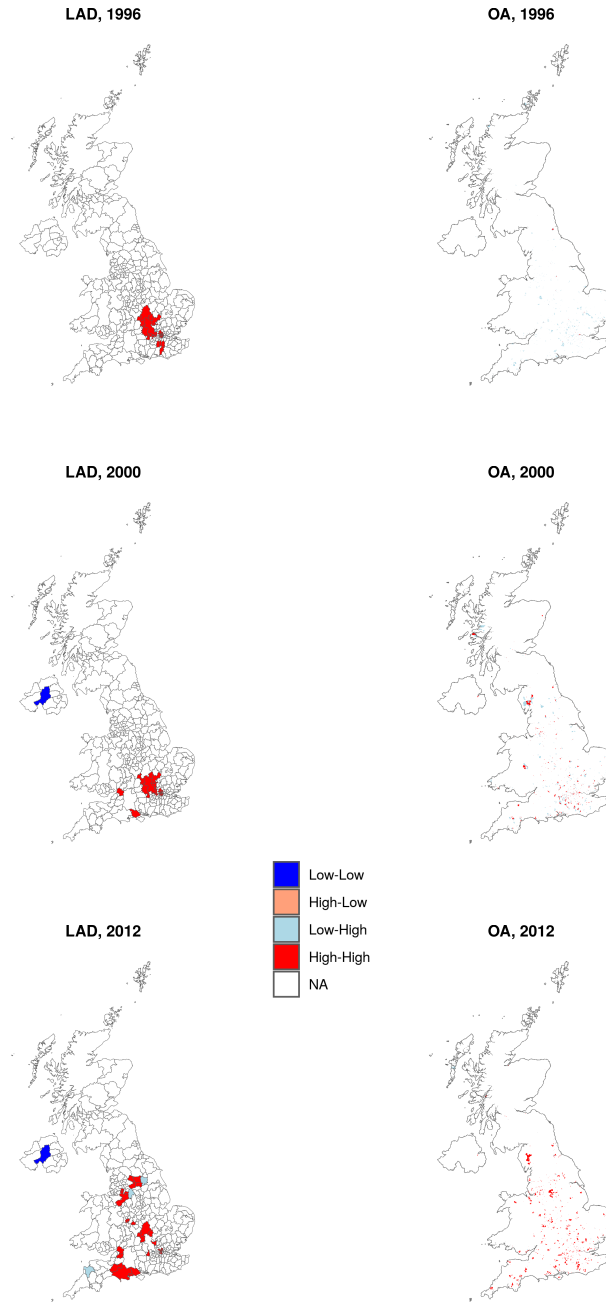 LAD, 1996
OA, 1996
LAD, 2000
OA, 2000
Low-Low
High-Low
Low-High
High-High
NA
LAD, 2012
OA, 2012